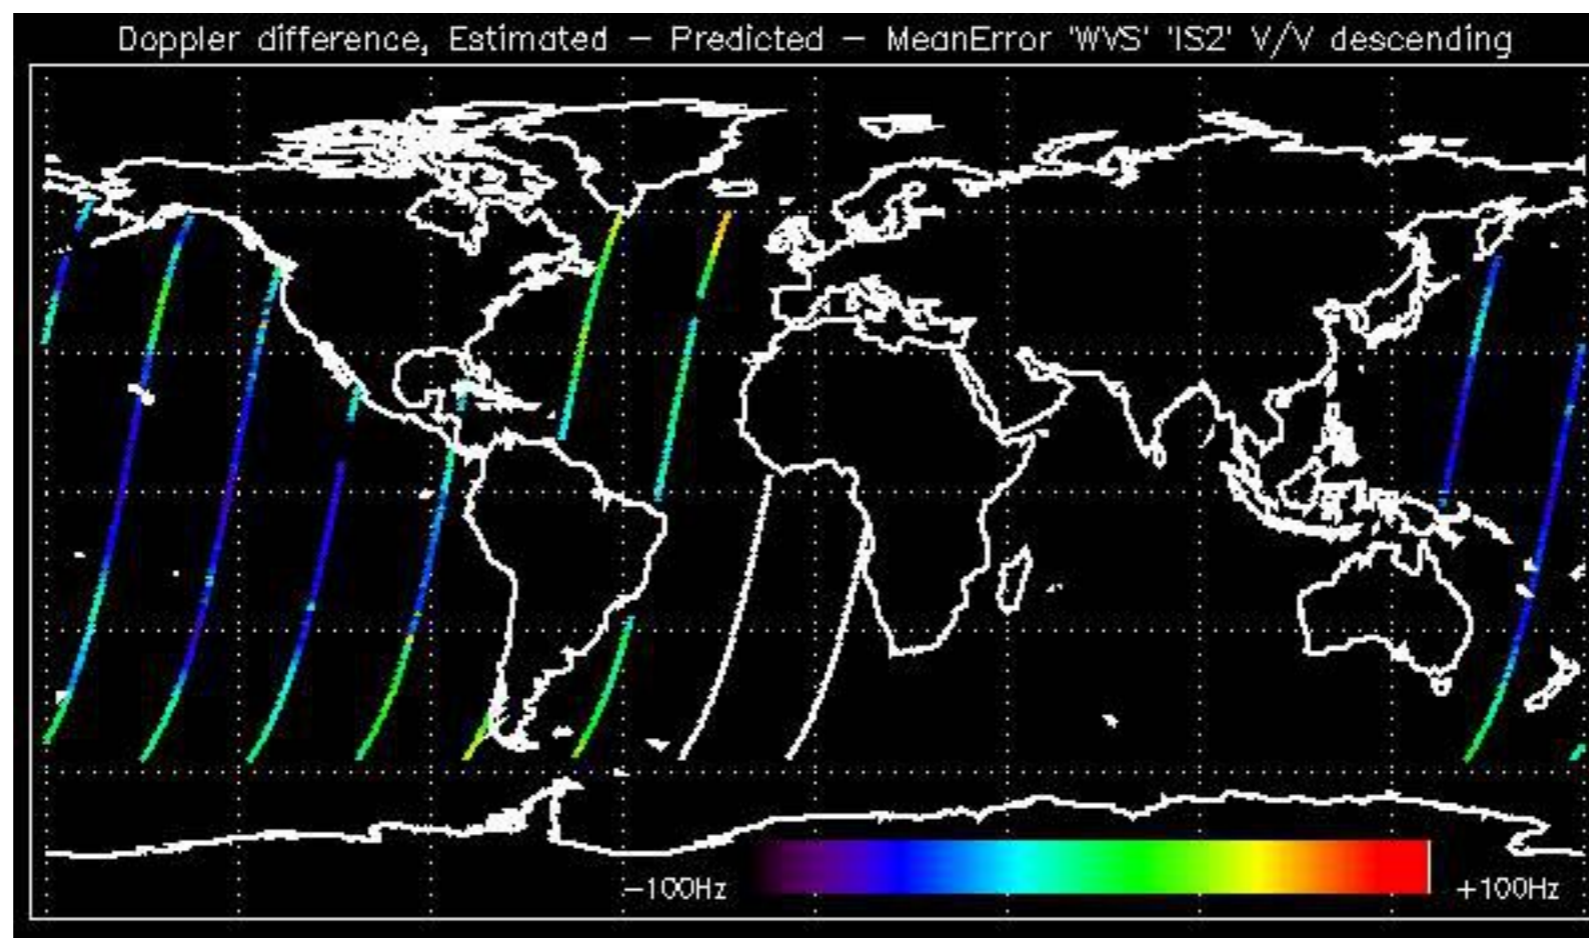 Doppler difference, Estimated — Predicted — MeanError 'WVS' 'IS2' V/V descending
−100Hz
+100Hz